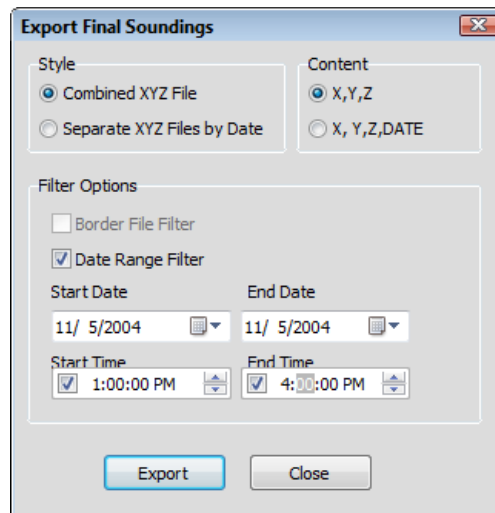 Export Final Soundings
Style
Content
Combined XYZ File
X,Y,Z
Separate XYZ Files by Date
X, Y,Z,DATE
Filter Options
Border File Filter
Date Range Filter
Start Date
End Date
11/ 5/2004
11/ 5/2004
Start Time
End Time
1:00:00 PM
4:00:00 PM
Export
Close